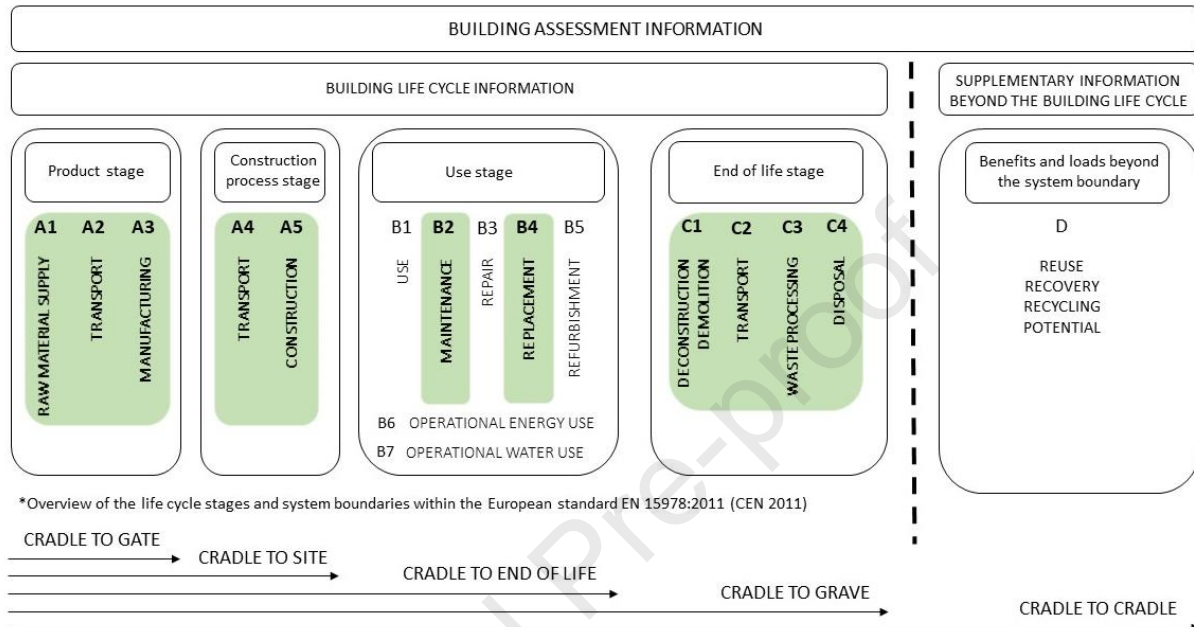 BUILDING ASSESSMENT INFORMATION
BUILDING LIFE CYCLE INFORMATION
SUPPLEMENTARY INFORMATION
BEYOND THE BUILDING LIFE CYCLE
Product stage
A1 A2 A3
RAW MATERIAL SUPPLY
TRANSPORT
MANUFACTURING
Construction
process stage
A4 A5
TRANSPORT
CONSTRUCTION
Use stage
B1 B2 B3 B4 B5
USE
MAINTENANCE
REPAIR
REPLACEMENT
REFURBISHMENT
B6 OPERATIONAL ENERGY USE
B7 OPERATIONAL WATER USE
End of life stage
C1 C2 C3 C4
DECONSTRUCTION
DEMOLITION
TRANSPORT
WASTE PROCESSING
DISPOSAL
Benefits and loads beyond
the system boundary
D
REUSE
RECOVERY
RECYCLING
POTENTIAL
*Overview of the life cycle stages and system boundaries within the European standard EN 15978:2011 (CEN 2011)
CRADLE TO GATE
CRADLE TO SITE
CRADLE TO END OF LIFE
CRADLE TO GRAVE
CRADLE TO CRADLE
Pre-proof